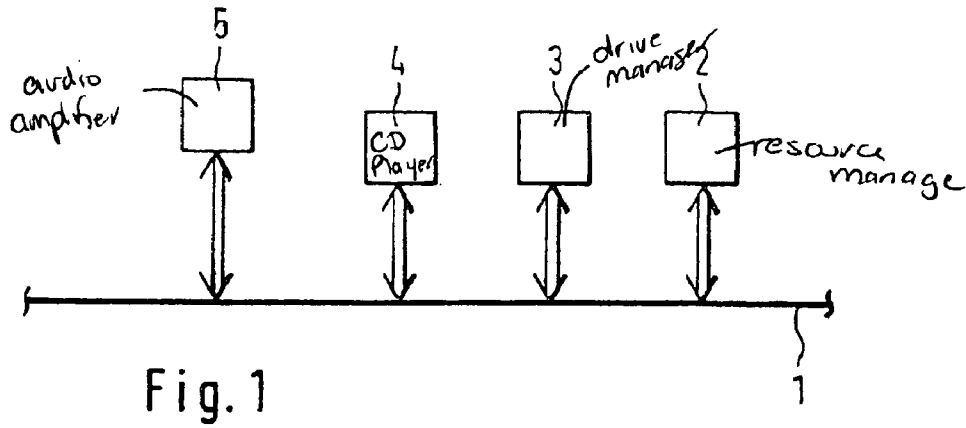 5
audio
amplifier
4
CD
Player
3
drive
manager
2
resource
manage
1
Fig. 1